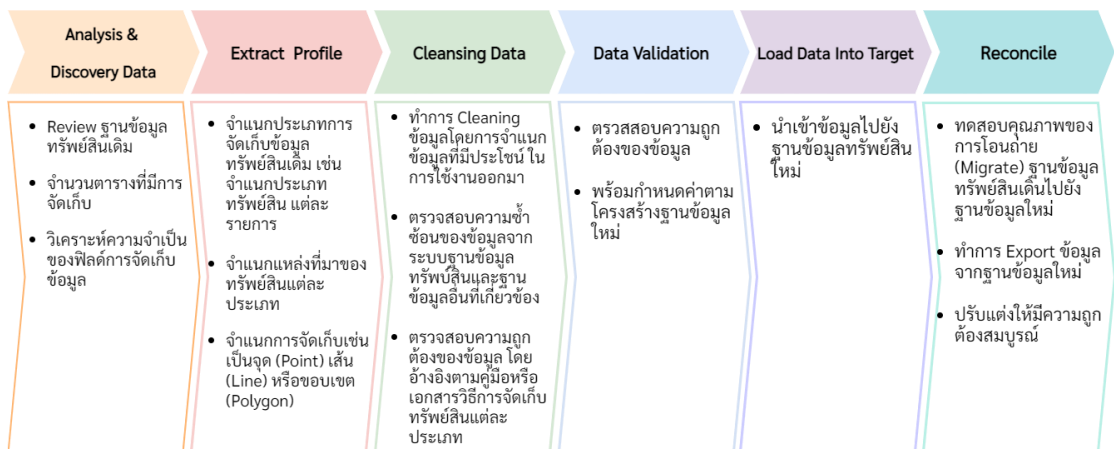 Analysis &
Discovery Data
Extract Profile
Cleansing Data
Data Validation
Load Data Into Target
Reconcile
• Review ฐานข้อมูล
ทรัพย์สินเดิม
• จำนวนตารางที่มีการ
จัดเก็บ
• วิเคราะห์ความจำเป็น
ของฟิลด์การจัดเก็บ
ข้อมูล
• จำแนกประเภทการ
จัดเก็บข้อมูล
ทรัพย์สินเดิม เช่น
จำแนกประเภท
ทรัพย์สิน แต่ละ
รายการ
• จำแนกแหล่งที่มาของ
ทรัพย์สินแต่ละ
ประเภท
• จำแนกการจัดเก็บเช่น
เป็นจุด (Point) เส้น
(Line) หรือขอบเขต
(Polygon)
• ทำการ Cleaning
ข้อมูลโดยการจำแนก
ข้อมูลที่มีประโชน์ ใน
การใช้งานออกมา
• ตรวจสอบความซ้ำ
ซ้อนของข้อมูลจาก
ระบบฐานข้อมูล
ทรัพป์สินและฐาน
ข้อมูลอื่นที่เกี่ยวข้อง
• ตรวจสอบความถูก
ต้องของข้อมูล โดย
อ้างอิงตามคู่มือหรือ
เอกสารวิธีการจัดเก็บ
ทรัพย์สินแต่ละ
ประเภท
• ตรวสสอบความถูก
ต้องของข้อมูล
• พร้อมกำหนดค่าตาม
โครงสร้างฐานข้อมูล
ใหม่
• นำเข้าข้อมูลไปยัง
ฐานข้อมูลทรัพย์สิน
ใหม่
• ทดสอบคุณภาพของ
การโอนถ่าย
(Migrate) ฐานข้อมูล
ทรัพย์สินเดิ่นไปยัง
ฐานข้อมูลใหม่
• ทำการ Export ข้อมูล
จากฐานข้อมูลใหม่
• ปรับแต่งให้มีความถูก
ต้องสมบูรณ์